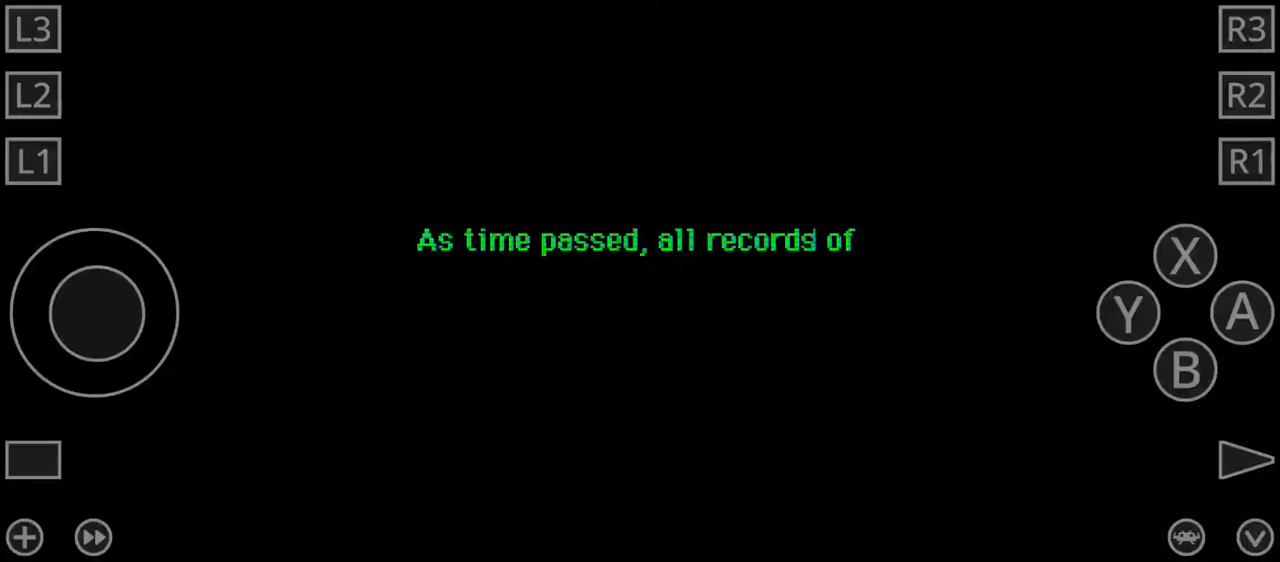 L3
R3
L2
R2
L1
R1
As time passed, all records of
X
Y
A
B